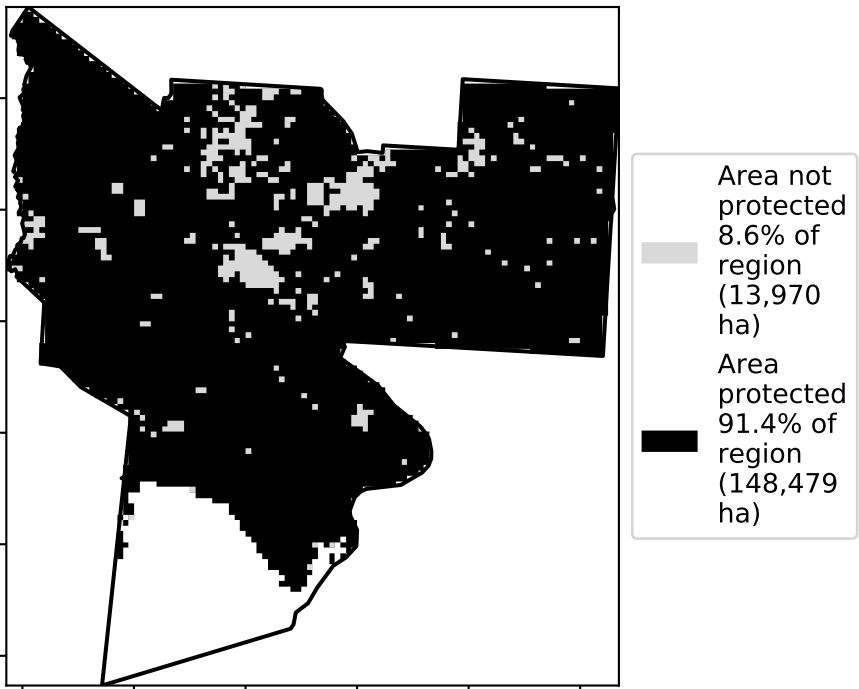 Area not
protected
8.6% of
region
(13,970
ha)
Area
protected
91.4% of
region
(148,479
ha)